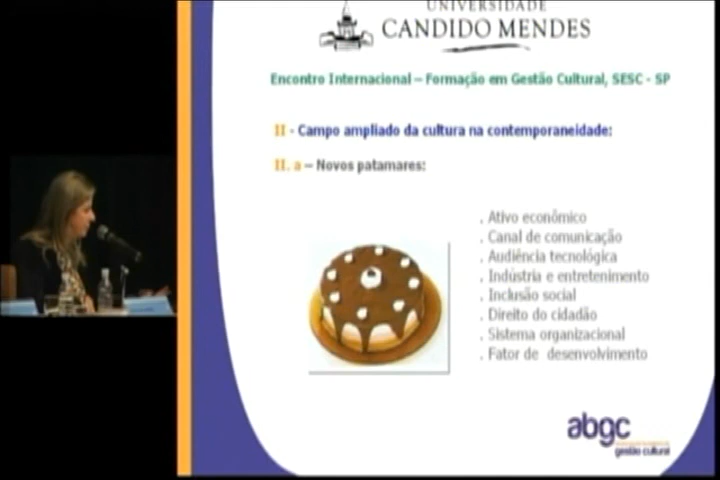 UNIVERSIDADE
CANDIDO MENDES
Encontro Internacional – Formação em Gestão Cultural, SESC - SP
II - Campo ampliado da cultura na contemporaneidade:
II. a – Novos patamares:
. Ativo econômico
. Canal de comunicação
. Audiência tecnológica
. Indústria e entretenimento
. Inclusão social
. Direito do cidadão
. Sistema organizacional
. Fator de desenvolvimento
abgc
gestão cultural